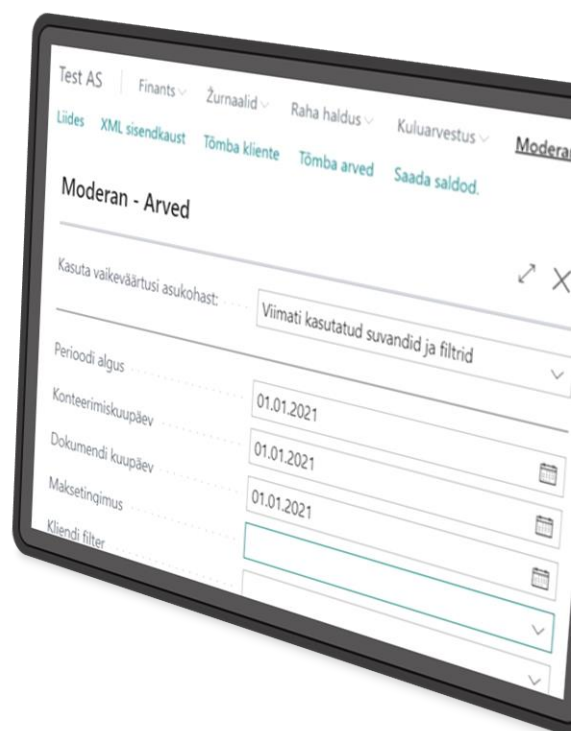 Test AS Finants Žurnaalid Raha haldus Kuluarvestus Moderan
Liides XML sisendkaust Tõmba kliente Tõmba arved Saada saldod.
Moderan - Arved
Kasuta vaikeväärtusi asukohast: Viimati kasutatud suvandid ja filtrid
Perioodi algus 01.01.2021
Konteerimiskuupäev 01.01.2021
Dokumendi kuupäev 01.01.2021
Maksetingimus
Kliendi filter